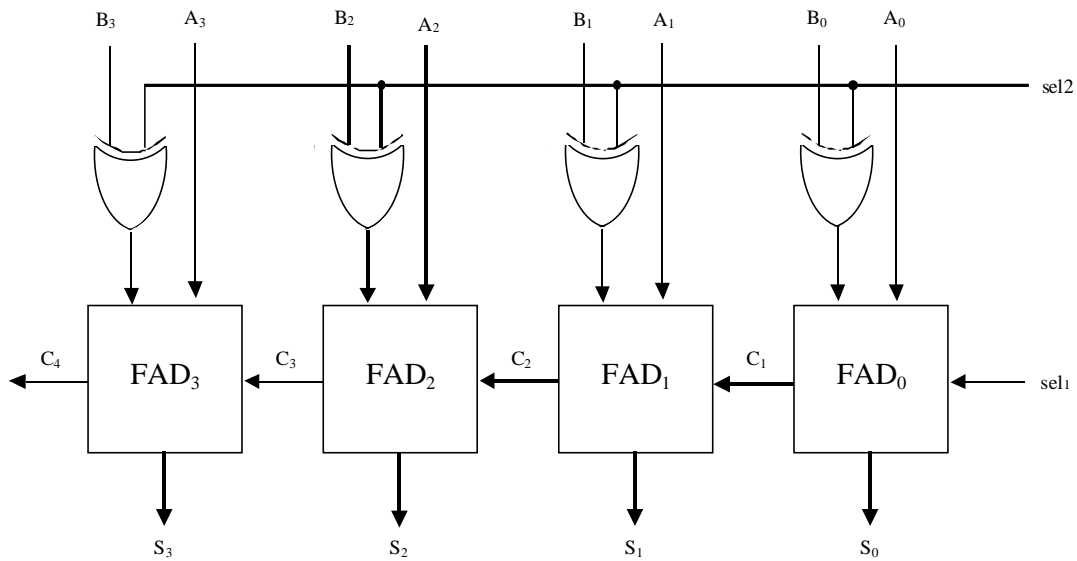 B₃ A₃ B₂ A₂ B₁ A₁ B₀ A₀
sel2
C₄ FAD₃ C₃ FAD₂ C₂ FAD₁ C₁ FAD₀ sel₁
S₃ S₂ S₁ S₀